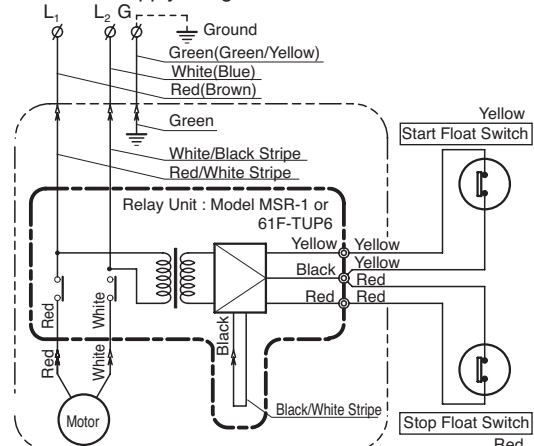 L1 L2 G
Ground
Green(Green/Yellow)
White(Blue)
Red(Brown)
Green
Yellow
Start Float Switch
White/Black Stripe
Red/White Stripe
Relay Unit : Model MSR-1 or
61F-TUP6
Yellow Yellow
Black Yellow
Red
Red Red
Red
White
Black
Red
White
Black/White Stripe
Motor
Stop Float Switch
Red